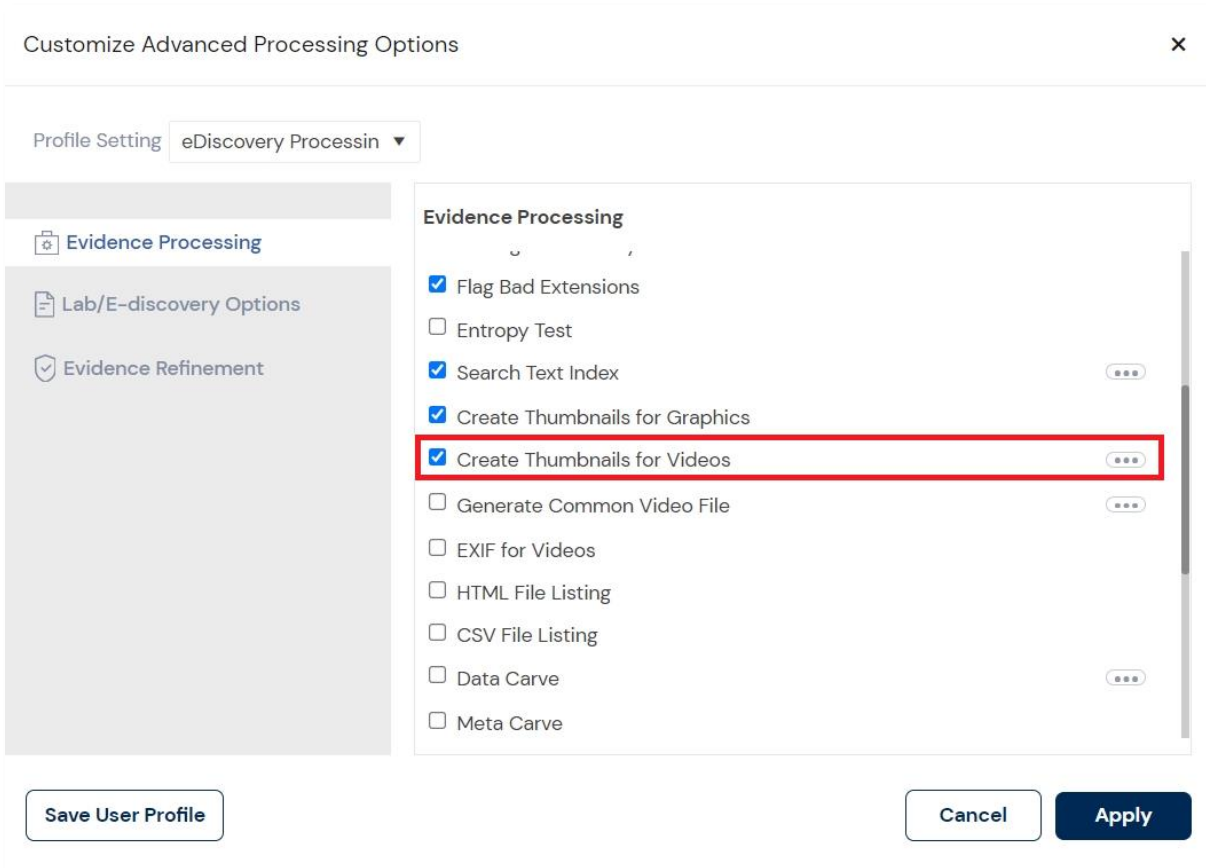 Customize Advanced Processing Options
Profile Setting eDiscovery Processin
Evidence Processing
Lab/E-discovery Options
Evidence Refinement
Evidence Processing
Flag Bad Extensions
Entropy Test
Search Text Index
Create Thumbnails for Graphics
Create Thumbnails for Videos
Generate Common Video File
EXIF for Videos
HTML File Listing
CSV File Listing
Data Carve
Meta Carve
Save User Profile
Cancel
Apply